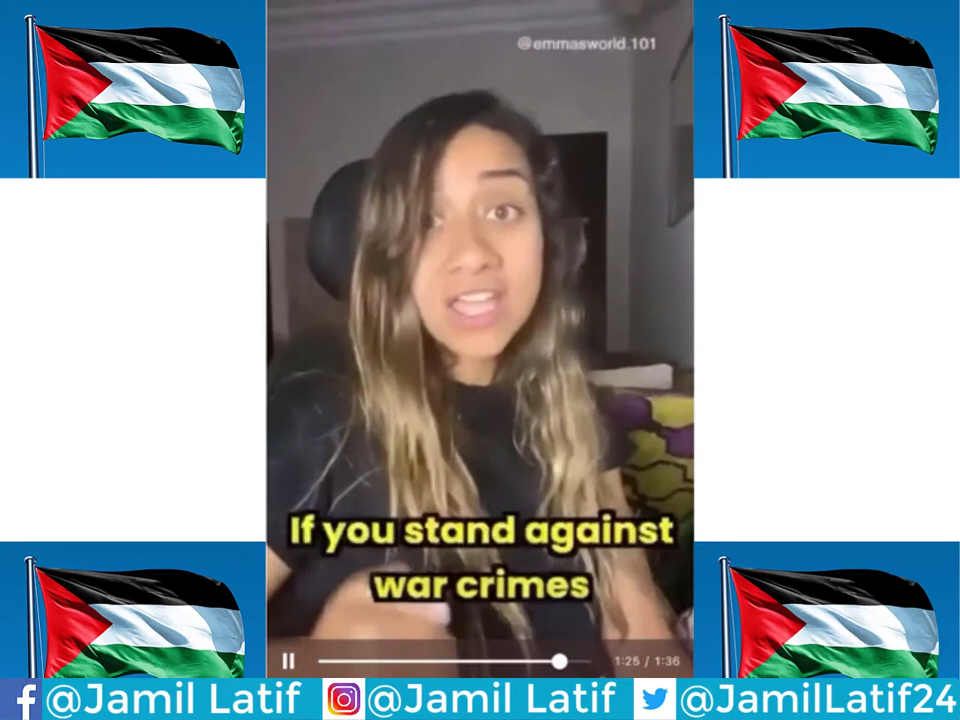 @emmasworld.101
If you stand against
war crimes
1:25 / 1:36
@Jamil Latif @Jamil Latif @JamilLatif24